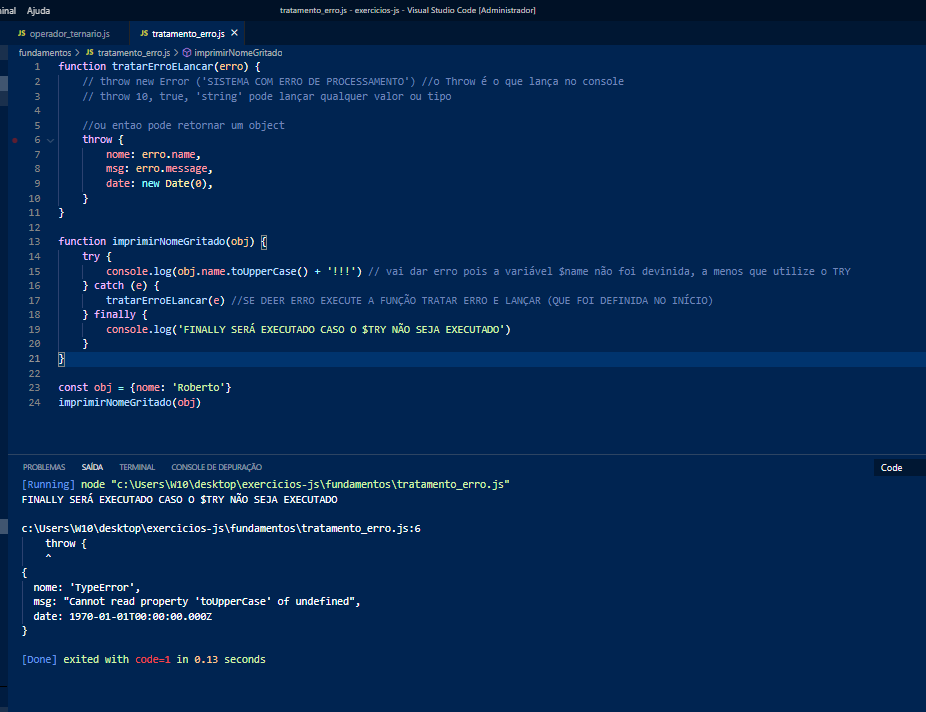 inal Ajuda tratamento_erro.js - exercicios-js - Visual Studio Code [Administrador]
JS operador_ternario.js JS tratamento_erro.js ✕
fundamentos > JS tratamento_erro.js > imprimirNomeGritado
1 function tratarErroELancar(erro) {
2 // throw new Error ('SISTEMA COM ERRO DE PROCESSAMENTO') //o Throw é o que lança no console
3 // throw 10, true, 'string' pode lançar qualquer valor ou tipo
4
5 //ou entao pode retornar um object
6 throw {
7 nome: erro.name,
8 msg: erro.message,
9 date: new Date(0),
10 }
11 }
12
13 function imprimirNomeGritado(obj) {
14 try {
15 console.log(obj.name.toUpperCase() + '!!!') // vai dar erro pois a variável $name não foi devinida, a menos que utilize o TRY
16 } catch (e) {
17 tratarErroELancar(e) //SE DEER ERRO EXECUTE A FUNÇÃO TRATAR ERRO E LANÇAR (QUE FOI DEFINIDA NO INÍCIO)
18 } finally {
19 console.log('FINALLY SERÁ EXECUTADO CASO O $TRY NÃO SEJA EXECUTADO')
20 }
21 }
22
23 const obj = {nome: 'Roberto'}
24 imprimirNomeGritado(obj)
PROBLEMAS SAÍDA TERMINAL CONSOLE DE DEPURAÇÃO Code
[Running] node "c:\Users\W10\desktop\exercicios-js\fundamentos\tratamento_erro.js"
FINALLY SERÁ EXECUTADO CASO O $TRY NÃO SEJA EXECUTADO
c:\Users\W10\desktop\exercicios-js\fundamentos\tratamento_erro.js:6
throw {
^
{
nome: 'TypeError',
msg: "Cannot read property 'toUpperCase' of undefined",
date: 1970-01-01T00:00:00.000Z
}
[Done] exited with code=1 in 0.13 seconds